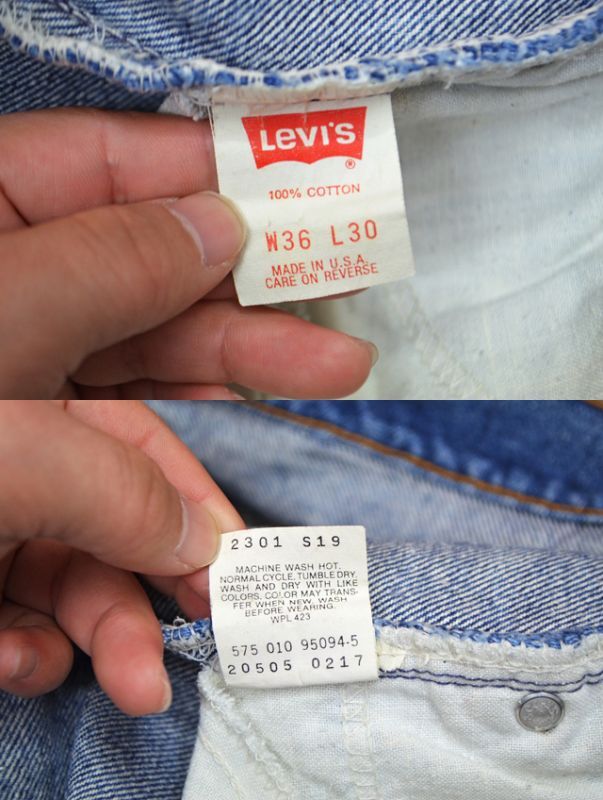 Levi's
®
100% COTTON
W36 L30
MADE IN U.S.A.
CARE ON REVERSE
2301 S19
MACHINE WASH HOT.
NORMAL CYCLE. TUMBLE DRY.
WASH AND DRY WITH LIKE
COLORS. COLOR MAY TRANS-
FER WHEN NEW. WASH
BEFORE WEARING.
WPL 423
575 010 95094-5
20505 0217